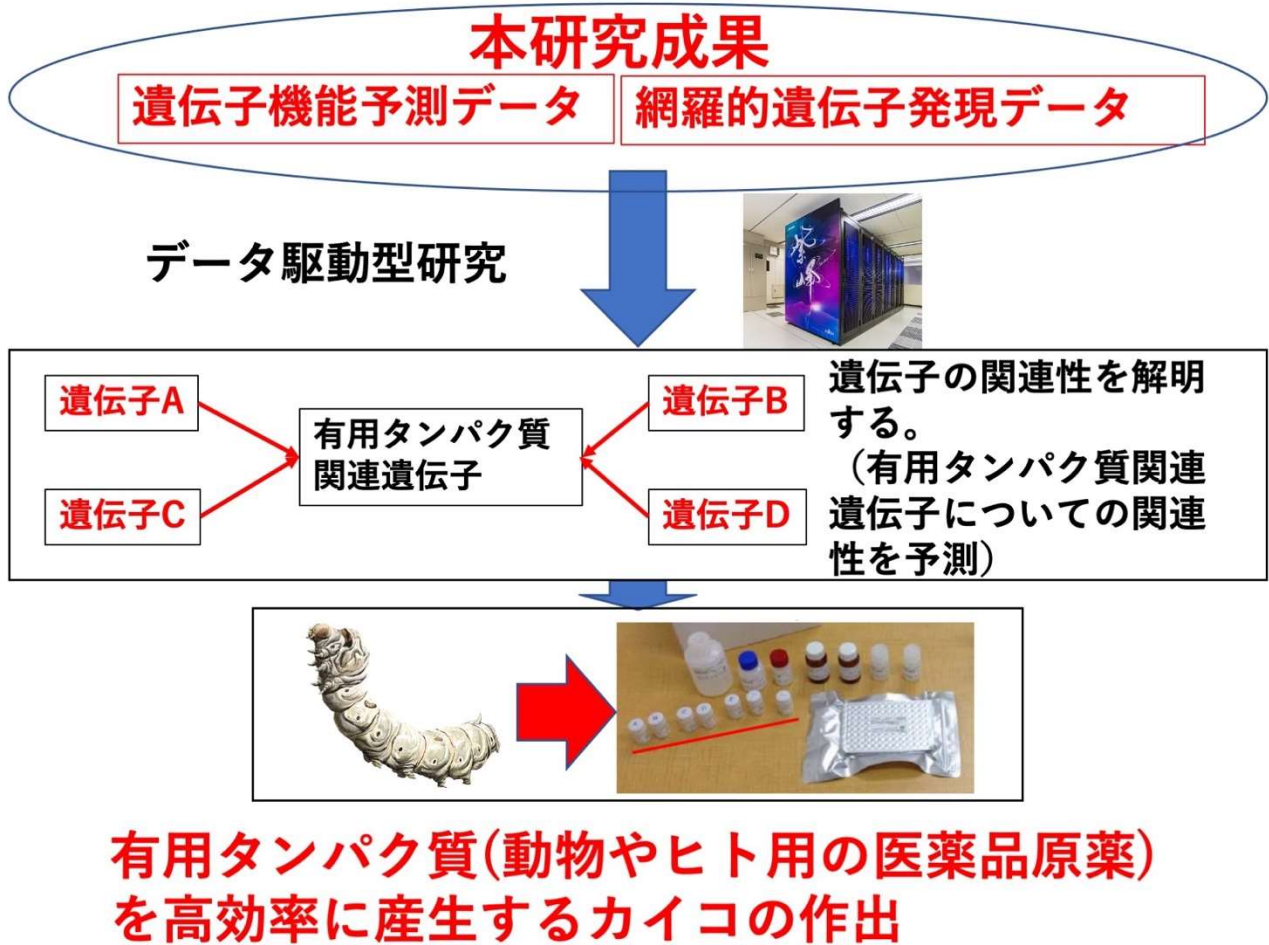 本研究成果
遺伝子機能予測データ
網羅的遺伝子発現データ
データ駆動型研究
紫峰
遺伝子A
遺伝子C
有用タンパク質
関連遺伝子
遺伝子B
遺伝子D
遺伝子の関連性を解明
する。
（有用タンパク質関連
遺伝子についての関連
性を予測）
有用タンパク質(動物やヒト用の医薬品原薬)
を高効率に産生するカイコの作出